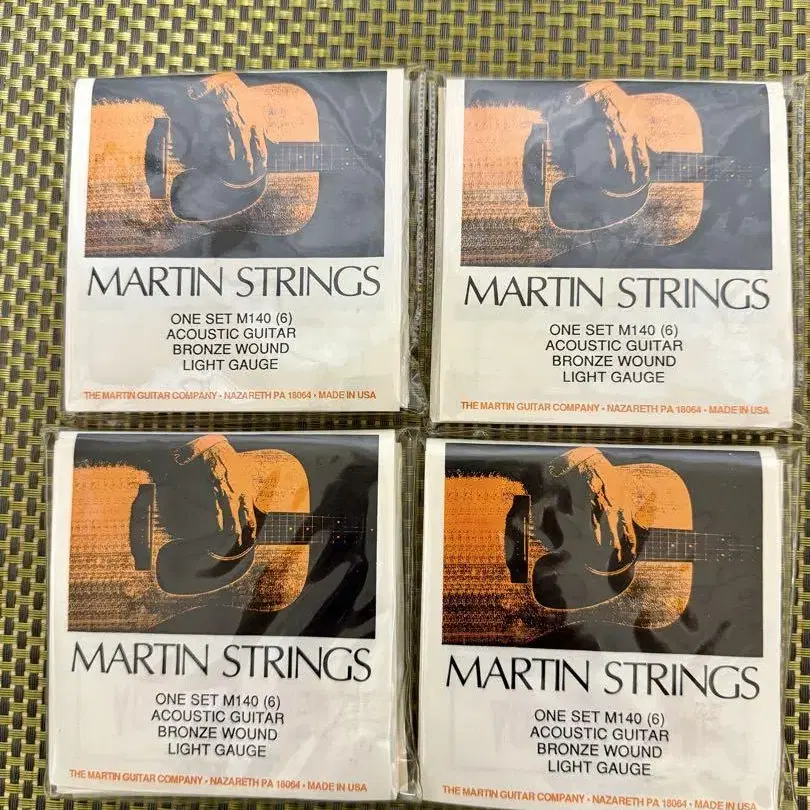 MARTIN STRINGS
ONE SET M140 (6)
ACOUSTIC GUITAR
BRONZE WOUND
LIGHT GAUGE
THE MARTIN GUITAR COMPANY • NAZARETH PA 18064 • MADE IN USA
MARTIN STRINGS
ONE SET M140 (6)
ACOUSTIC GUITAR
BRONZE WOUND
LIGHT GAUGE
THE MARTIN GUITAR COMPANY • NAZARETH PA 18064 • MADE IN USA
MARTIN STRINGS
ONE SET M140 (6)
ACOUSTIC GUITAR
BRONZE WOUND
LIGHT GAUGE
THE MARTIN GUITAR COMPANY • NAZARETH PA 18064 • MADE IN USA
MARTIN STRINGS
ONE SET M140 (6)
ACOUSTIC GUITAR
BRONZE WOUND
LIGHT GAUGE
THE MARTIN GUITAR COMPANY • NAZARETH PA 18064 • MADE IN USA